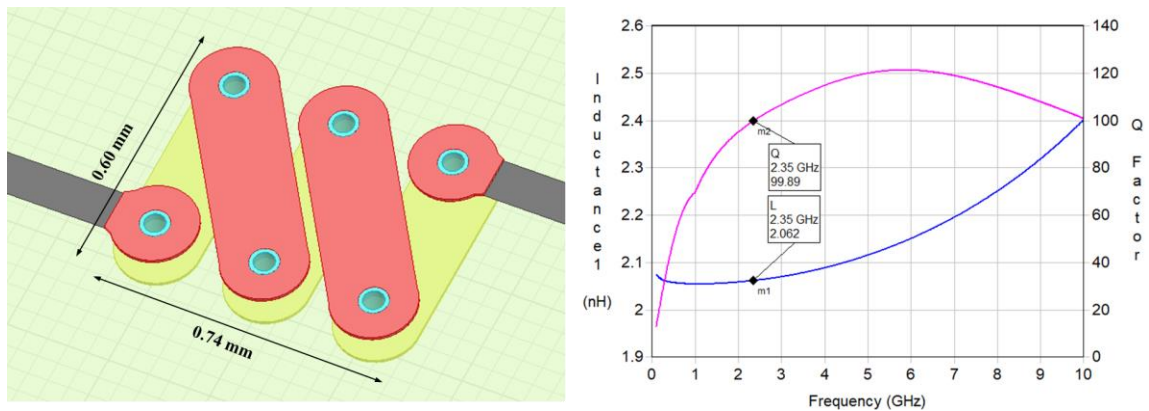 0.60 mm
0.74 mm
2.6
2.5
2.4
2.3
2.2
2.1
2
1.9
Inductance1
(nH)
140
120
100
80
60
40
20
0
Q Factor
m2
Q
2.35 GHz
99.89
L
2.35 GHz
2.062
m1
0 1 2 3 4 5 6 7 8 9 10
Frequency (GHz)